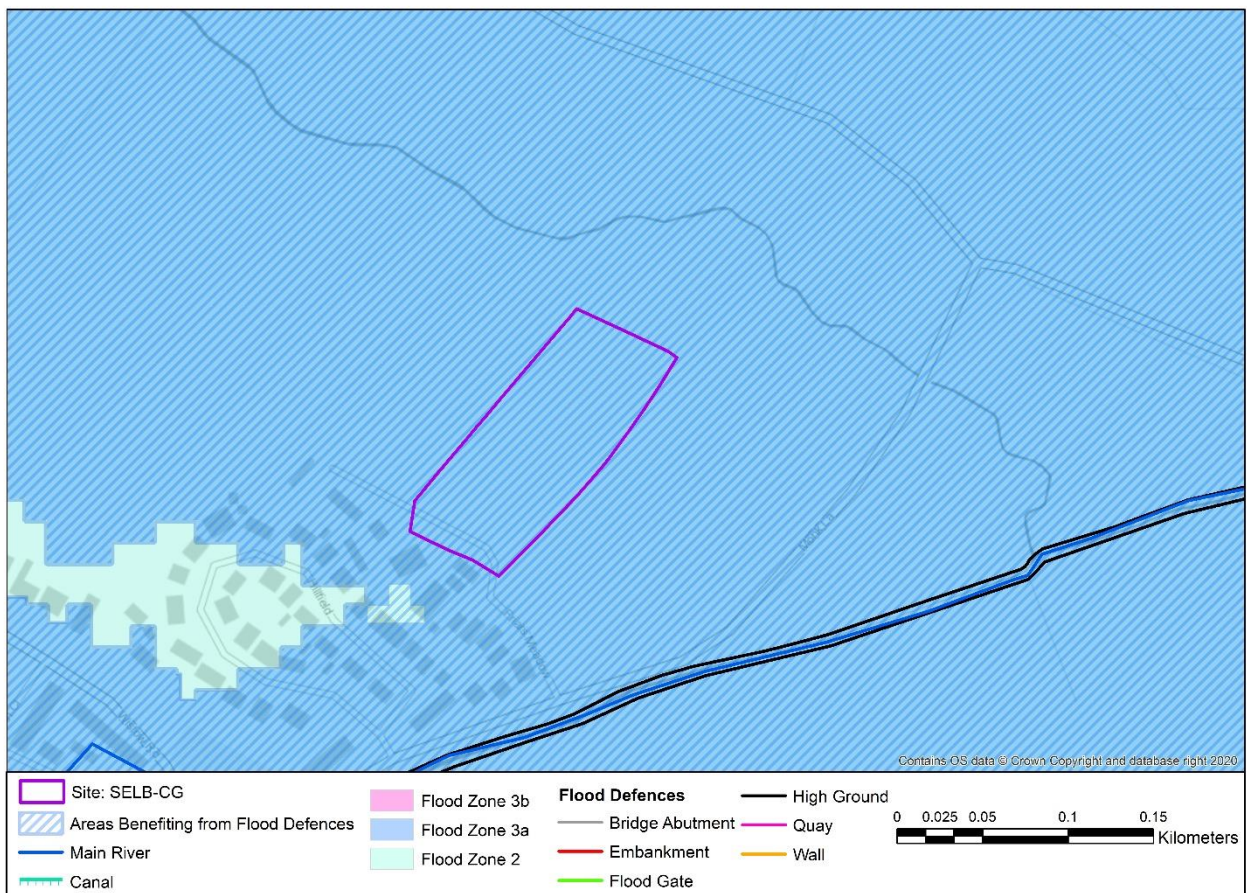 Contains OS data © Crown Copyright and database right 2020
Site: SELB-CG
Areas Benefiting from Flood Defences
Main River
Canal
Flood Zone 3b
Flood Zone 3a
Flood Zone 2
Flood Defences
Bridge Abutment
Embankment
Flood Gate
High Ground
Quay
Wall
0 0.025 0.05 0.1 0.15
Kilometers